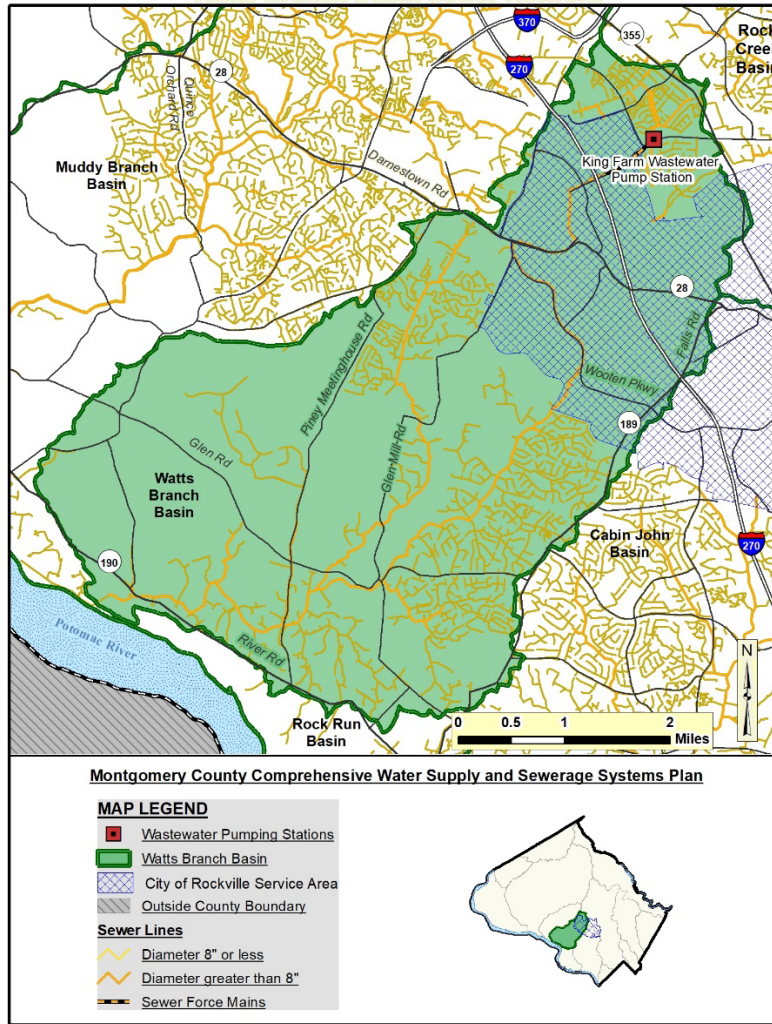 370
270
355
Rock
Creek
Basin
28
Quince
Orchard Rd
Muddy Branch
Basin
Darnestown Rd
King Farm Wastewater
Pump Station
28
Piney Meetinghouse Rd
Falls Rd
Wooten Pkwy
189
Glen Mill Rd
Glen Rd
Watts
Branch
Basin
Cabin John
Basin
270
190
Potomac River
River Rd
Rock Run
Basin
N
0 0.5 1 2
Miles
Montgomery County Comprehensive Water Supply and Sewerage Systems Plan
MAP LEGEND
Wastewater Pumping Stations
Watts Branch Basin
City of Rockville Service Area
Outside County Boundary
Sewer Lines
Diameter 8" or less
Diameter greater than 8"
Sewer Force Mains